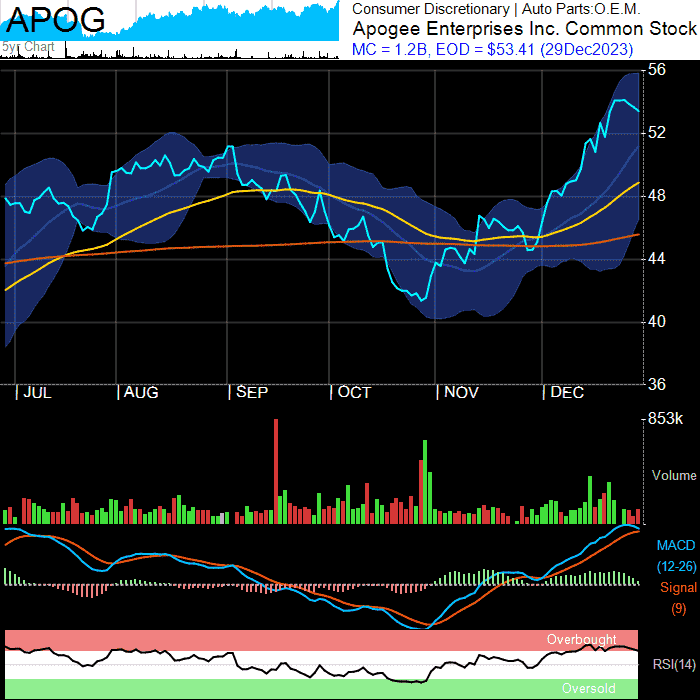 APOG
5yr Chart
Consumer Discretionary | Auto Parts:O.E.M.
Apogee Enterprises Inc. Common Stock
MC = 1.2B, EOD = $53.41 (29Dec2023)
56
52
48
44
40
36
JUL AUG SEP OCT NOV DEC
853k
Volume
MACD
(12-26)
Signal
(9)
Overbought
RSI(14)
Oversold